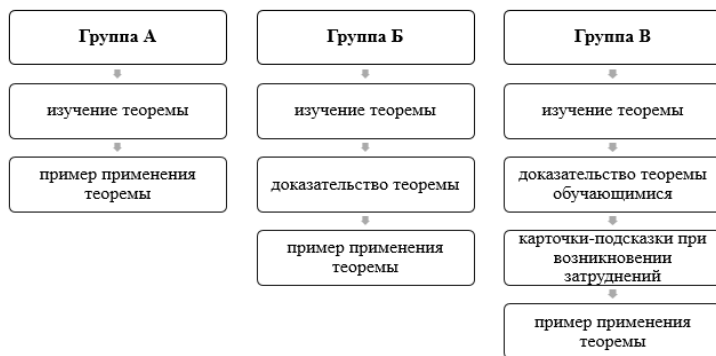 Группа А
изучение теоремы
пример применения
теоремы
Группа Б
изучение теоремы
доказательство теоремы
пример применения
теоремы
Группа В
изучение теоремы
доказательство теоремы
обучающимися
карточки-подсказки при
возникновении
затруднений
пример применения
теоремы